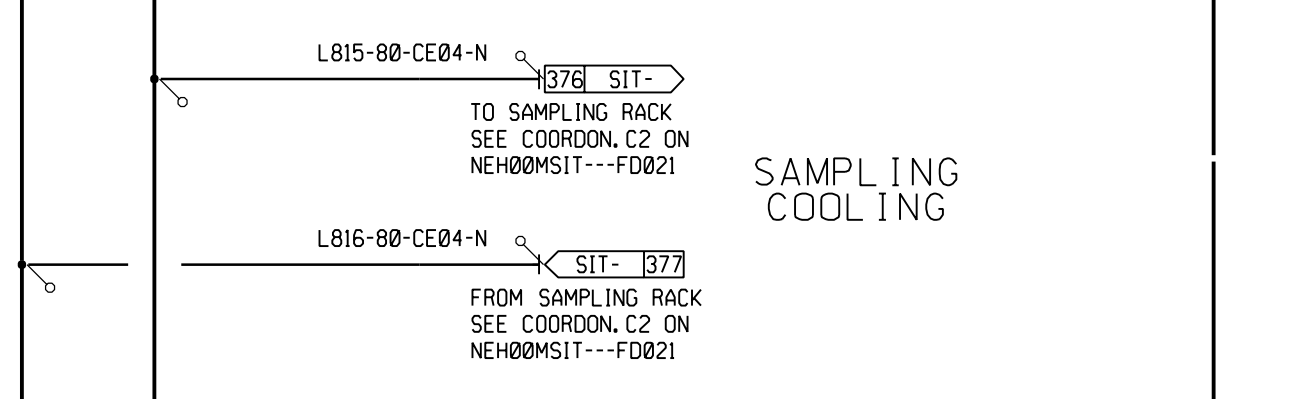 L815-80-CE04-N
376 SIT-
TO SAMPLING RACK
SEE COORDON.C2 ON
NEH00MSIT---FD021
SAMPLING
COOLING
L816-80-CE04-N
SIT- 377
FROM SAMPLING RACK
SEE COORDON.C2 ON
NEH00MSIT---FD021